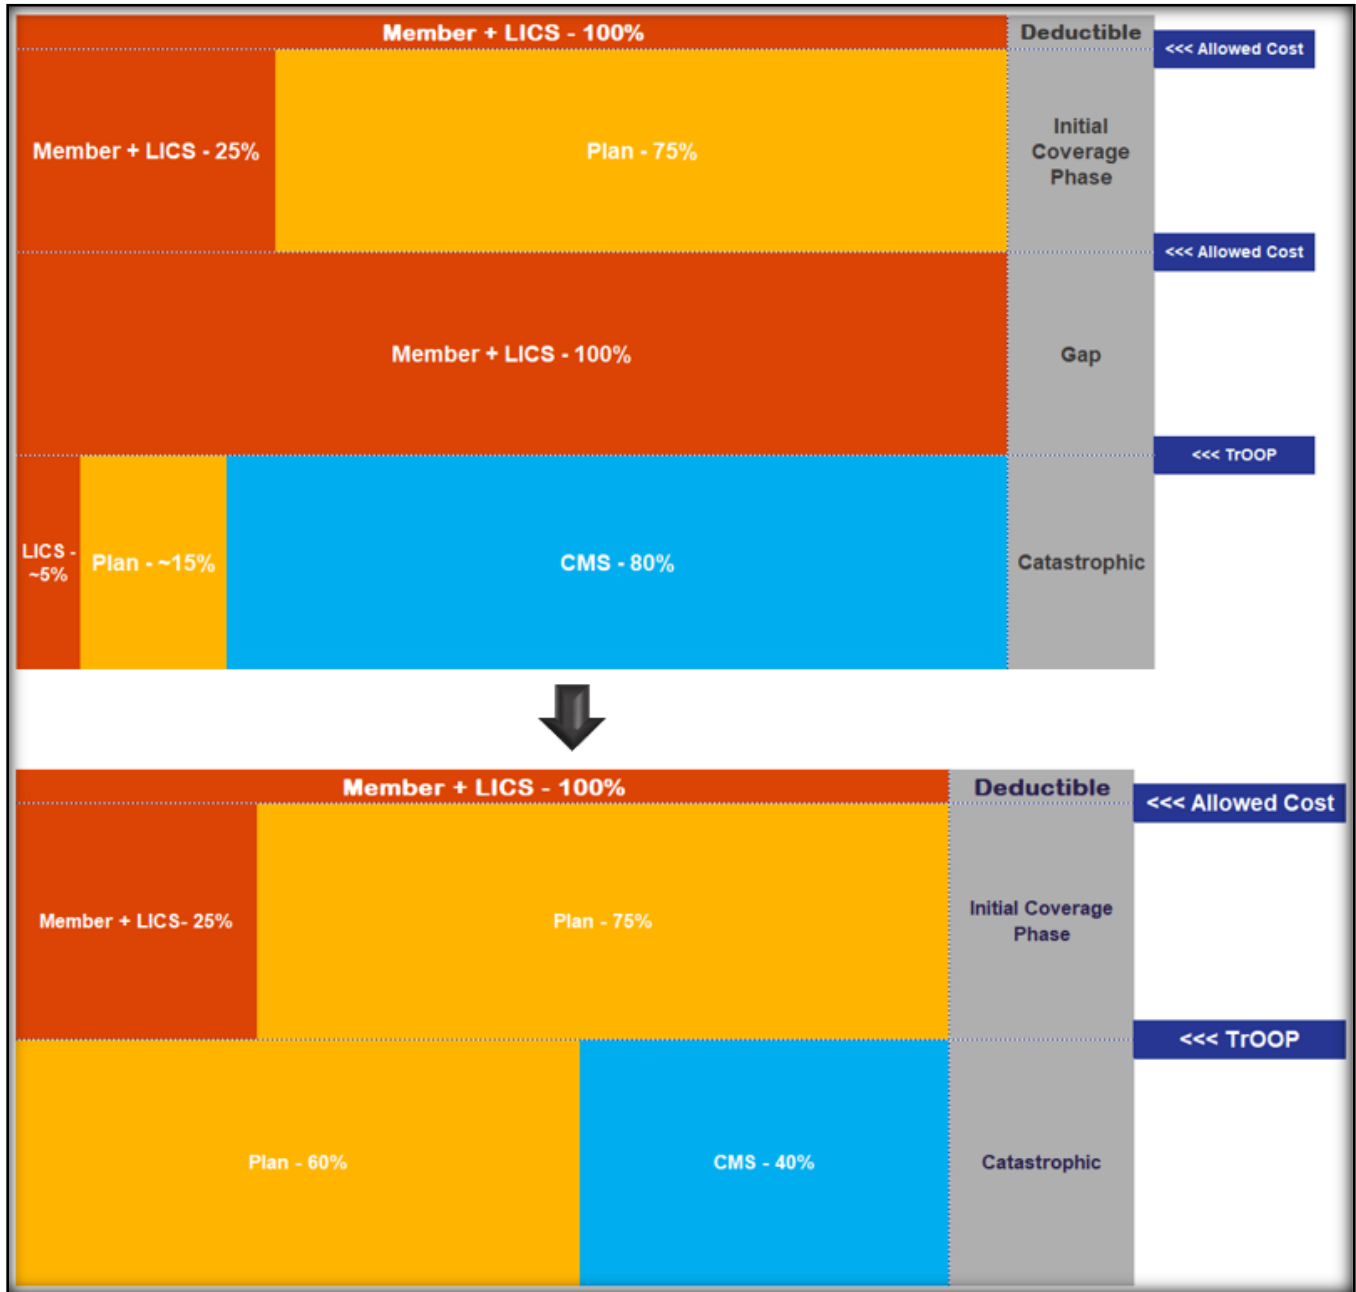 Member + LICS - 100%
Deductible
<<< Allowed Cost
Member + LICS - 25%
Plan - 75%
Initial
Coverage
Phase
<<< Allowed Cost
Member + LICS - 100%
Gap
<<< TrOOP
LICS -
~5%
Plan - ~15%
CMS - 80%
Catastrophic
Member + LICS - 100%
Deductible
<<< Allowed Cost
Member + LICS- 25%
Plan - 75%
Initial Coverage
Phase
<<< TrOOP
Plan - 60%
CMS - 40%
Catastrophic